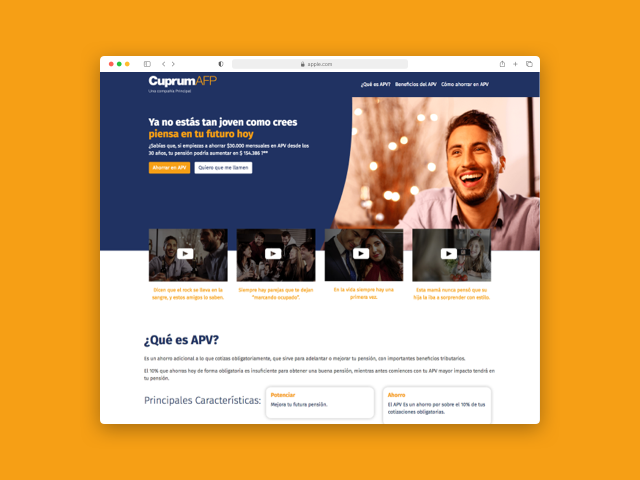 apple.com
CuprumAFP
Una compañía Principal
¿Qué es APV? Beneficios del APV Cómo ahorrar en APV
Ya no estás tan joven como crees
piensa en tu futuro hoy
¿Sabías que, si empiezas a ahorrar $30.000 mensuales en APV desde los
30 años, tu pensión podría aumentar en $ 154.386 ?**
Ahorrar en APV Quiero que me llamen
Dicen que el rock se lleva en la
sangre, y estos amigos lo saben.
Siempre hay parejas que te dejan
"marcando ocupado".
En la vida siempre hay una
primera vez.
Esta mamá nunca pensó que su
hija la iba a sorprender con estilo.
¿Qué es APV?
Es un ahorro adicional a lo que cotizas obligatoriamente, que sirve para adelantar o mejorar tu pensión, con importantes beneficios tributarios.
El 10% que ahorras hoy de forma obligatoria es insuficiente para obtener una buena pensión, mientras antes comiences con tu APV mayor impacto tendrá en
tu pensión.
Principales Características:
Potenciar
Mejora tu futura pensión.
Ahorro
El APV Es un ahorro por sobre el 10% de tus
cotizaciones obligatorias.